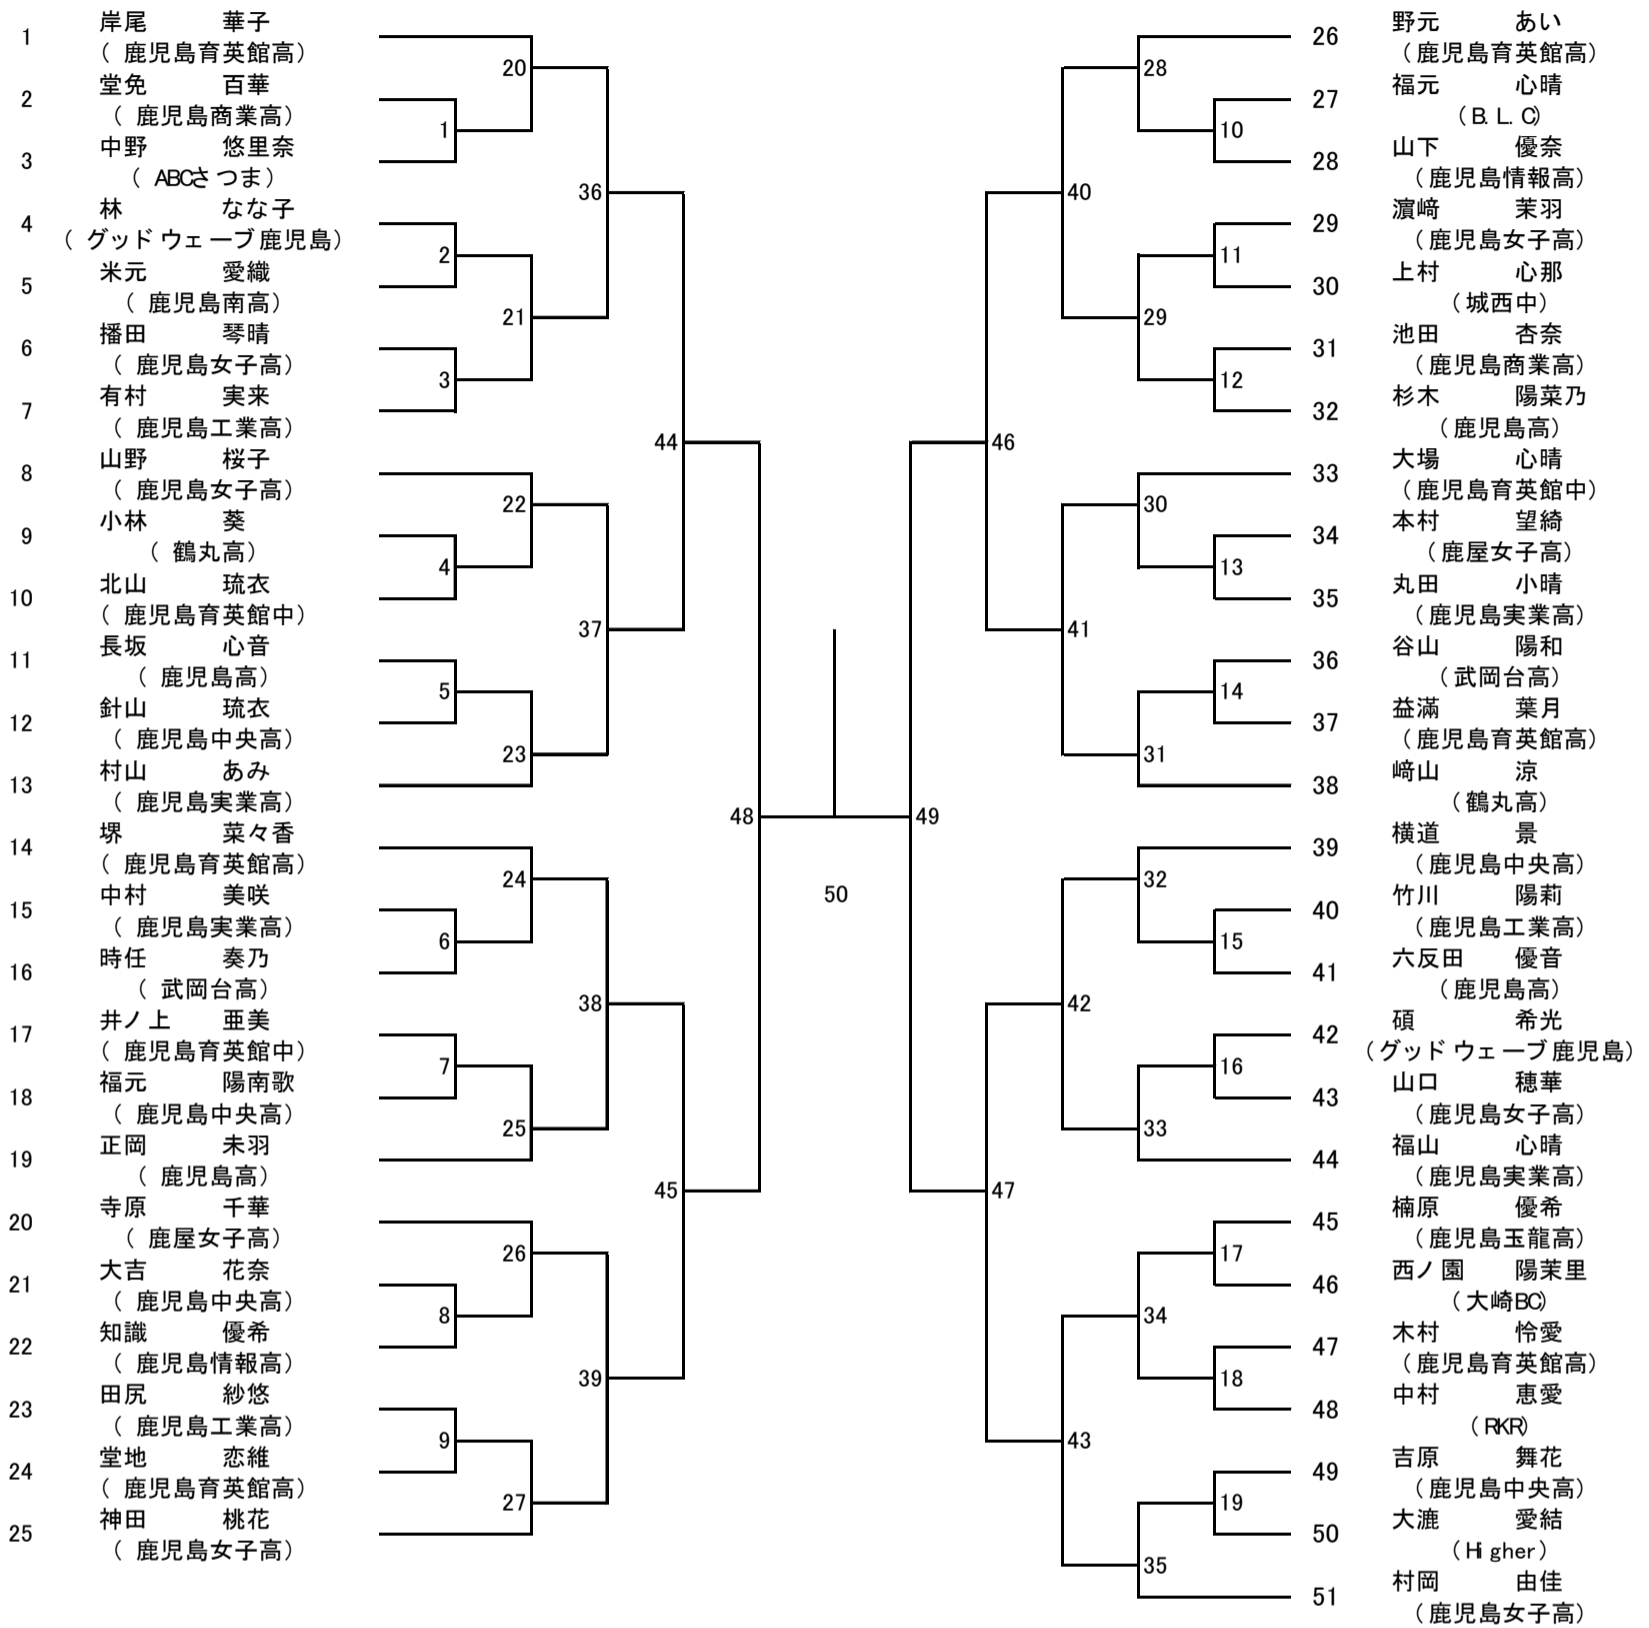 1 岸尾 華子
(鹿児島育英館高)
2 堂免 百華
(鹿児島商業高)
3 中野 悠里奈
(ABCさつま)
4 林 なな子
(グッドウェーブ鹿児島)
5 米元 愛織
(鹿児島南高)
6 播田 琴晴
(鹿児島女子高)
7 有村 実来
(鹿児島工業高)
8 山野 桜子
(鹿児島女子高)
9 小林 葵
(鶴丸高)
10 北山 琉衣
(鹿児島育英館中)
11 長坂 心音
(鹿児島高)
12 針山 琉衣
(鹿児島中央高)
13 村山 あみ
(鹿児島実業高)
14 堺 菜々香
(鹿児島育英館高)
15 中村 美咲
(鹿児島実業高)
16 時任 奏乃
(武岡台高)
17 井ノ上 亜美
(鹿児島育英館中)
18 福元 陽南歌
(鹿児島中央高)
19 正岡 未羽
(鹿児島高)
20 寺原 千華
(鹿屋女子高)
21 大吉 花奈
(鹿児島中央高)
22 知識 優希
(鹿児島情報高)
23 田尻 紗悠
(鹿児島工業高)
24 堂地 恋維
(鹿児島育英館高)
25 神田 桃花
(鹿児島女子高)
1
2
3
4
5
6
7
8
9
20
21
22
23
24
25
26
27
36
37
38
39
44
45
48
50
49
46
47
40
41
42
43
28
29
30
31
32
33
34
35
10
11
12
13
14
15
16
17
18
19
26 野元 あい
(鹿児島育英館高)
27 福元 心晴
(B.L.C)
28 山下 優奈
(鹿児島情報高)
29 濵﨑 茉羽
(鹿児島女子高)
30 上村 心那
(城西中)
31 池田 杏奈
(鹿児島商業高)
32 杉木 陽菜乃
(鹿児島高)
33 大場 心晴
(鹿児島育英館中)
34 本村 望綺
(鹿屋女子高)
35 丸田 小晴
(鹿児島実業高)
36 谷山 陽和
(武岡台高)
37 益滿 葉月
(鹿児島育英館高)
38 﨑山 涼
(鶴丸高)
39 横道 景
(鹿児島中央高)
40 竹川 陽莉
(鹿児島工業高)
41 六反田 優音
(鹿児島高)
42 碩 希光
(グッドウェーブ鹿児島)
43 山口 穂華
(鹿児島女子高)
44 福山 心晴
(鹿児島実業高)
45 楠原 優希
(鹿児島玉龍高)
46 西ノ園 陽茉里
(大崎BC)
47 木村 怜愛
(鹿児島育英館高)
48 中村 恵愛
(RKR)
49 吉原 舞花
(鹿児島中央高)
50 大漉 愛結
(Higher)
51 村岡 由佳
(鹿児島女子高)